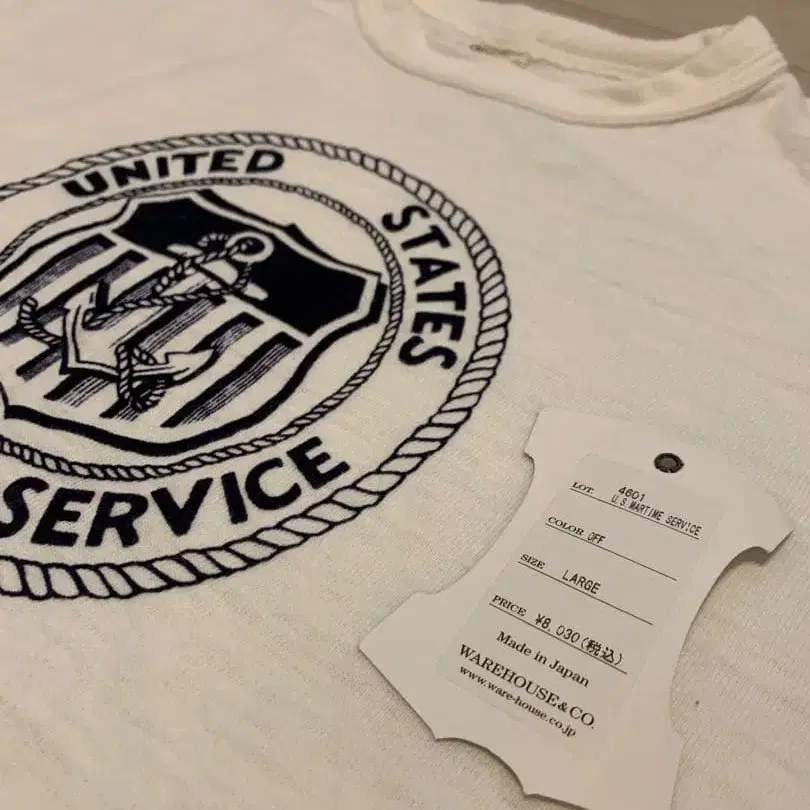 UNITED
STATES
SERVICE
LOT 4601
U.S.MARTIME SERVICE
COLOR OFF
SIZE LARGE
PRICE ¥8,030(税込)
Made in Japan
WAREHOUSE&CO.
www.ware-house.co.jp